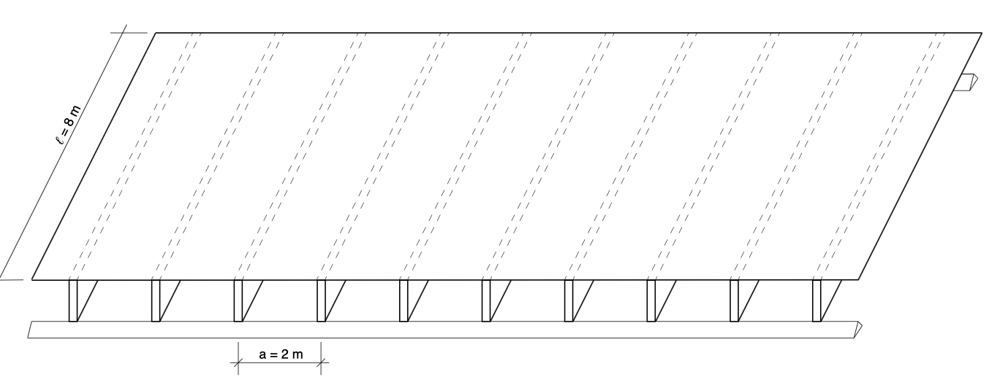 ℓ = 8 m
a = 2 m